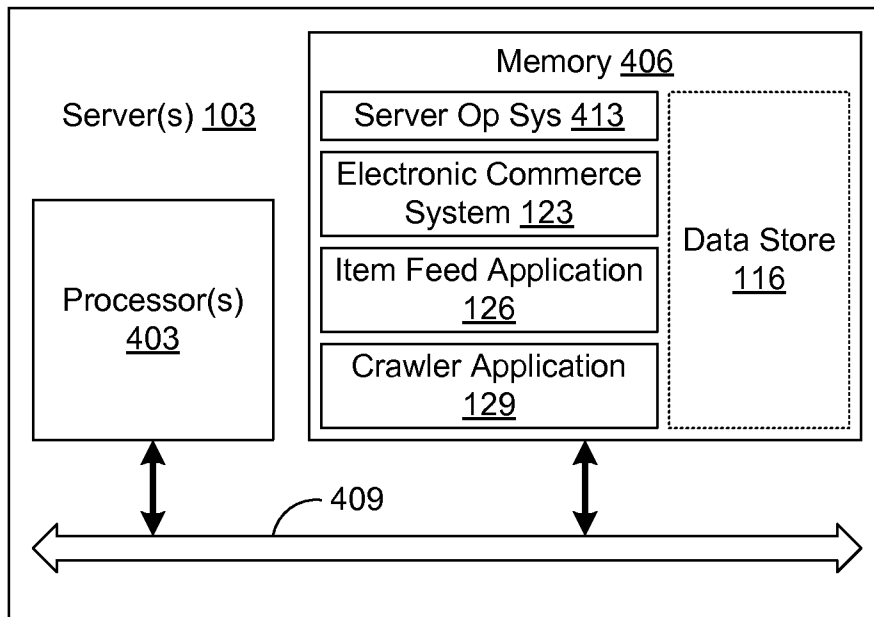 Server(s) 103
Processor(s)
403
Memory 406
Server Op Sys 413
Electronic Commerce
System 123
Item Feed Application
126
Crawler Application
129
Data Store
116
409